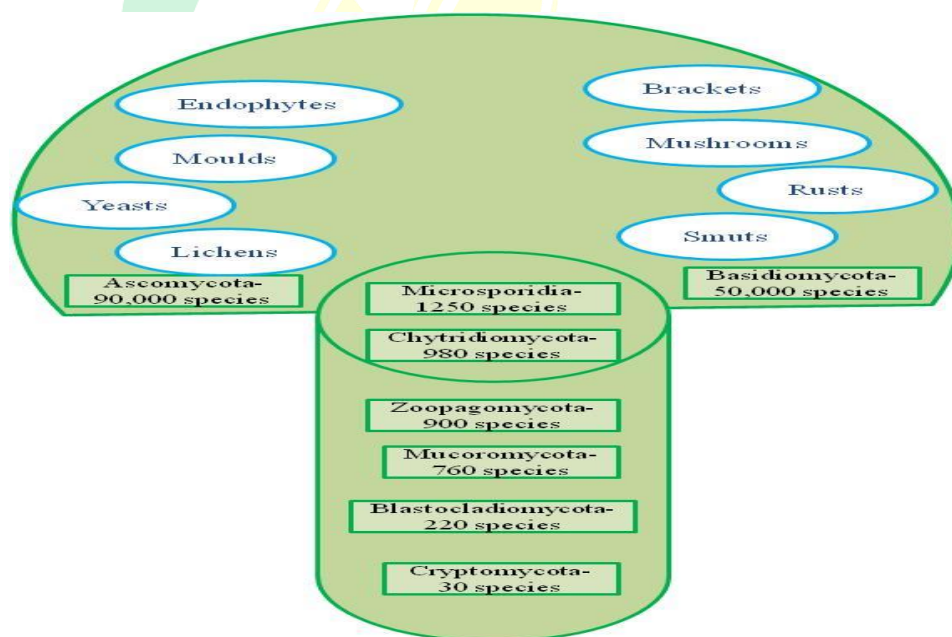 Endophytes
Moulds
Yeasts
Lichens
Ascomycota-
90,000 species
Brackets
Mushrooms
Rusts
Smuts
Basidiomycota-
50,000 species
Microsporidia-
1250 species
Chytridiomycota-
980 species
Zoopagomycota-
900 species
Mucoromycota-
760 species
Blastocladiomycota-
220 species
Cryptomycota-
30 species